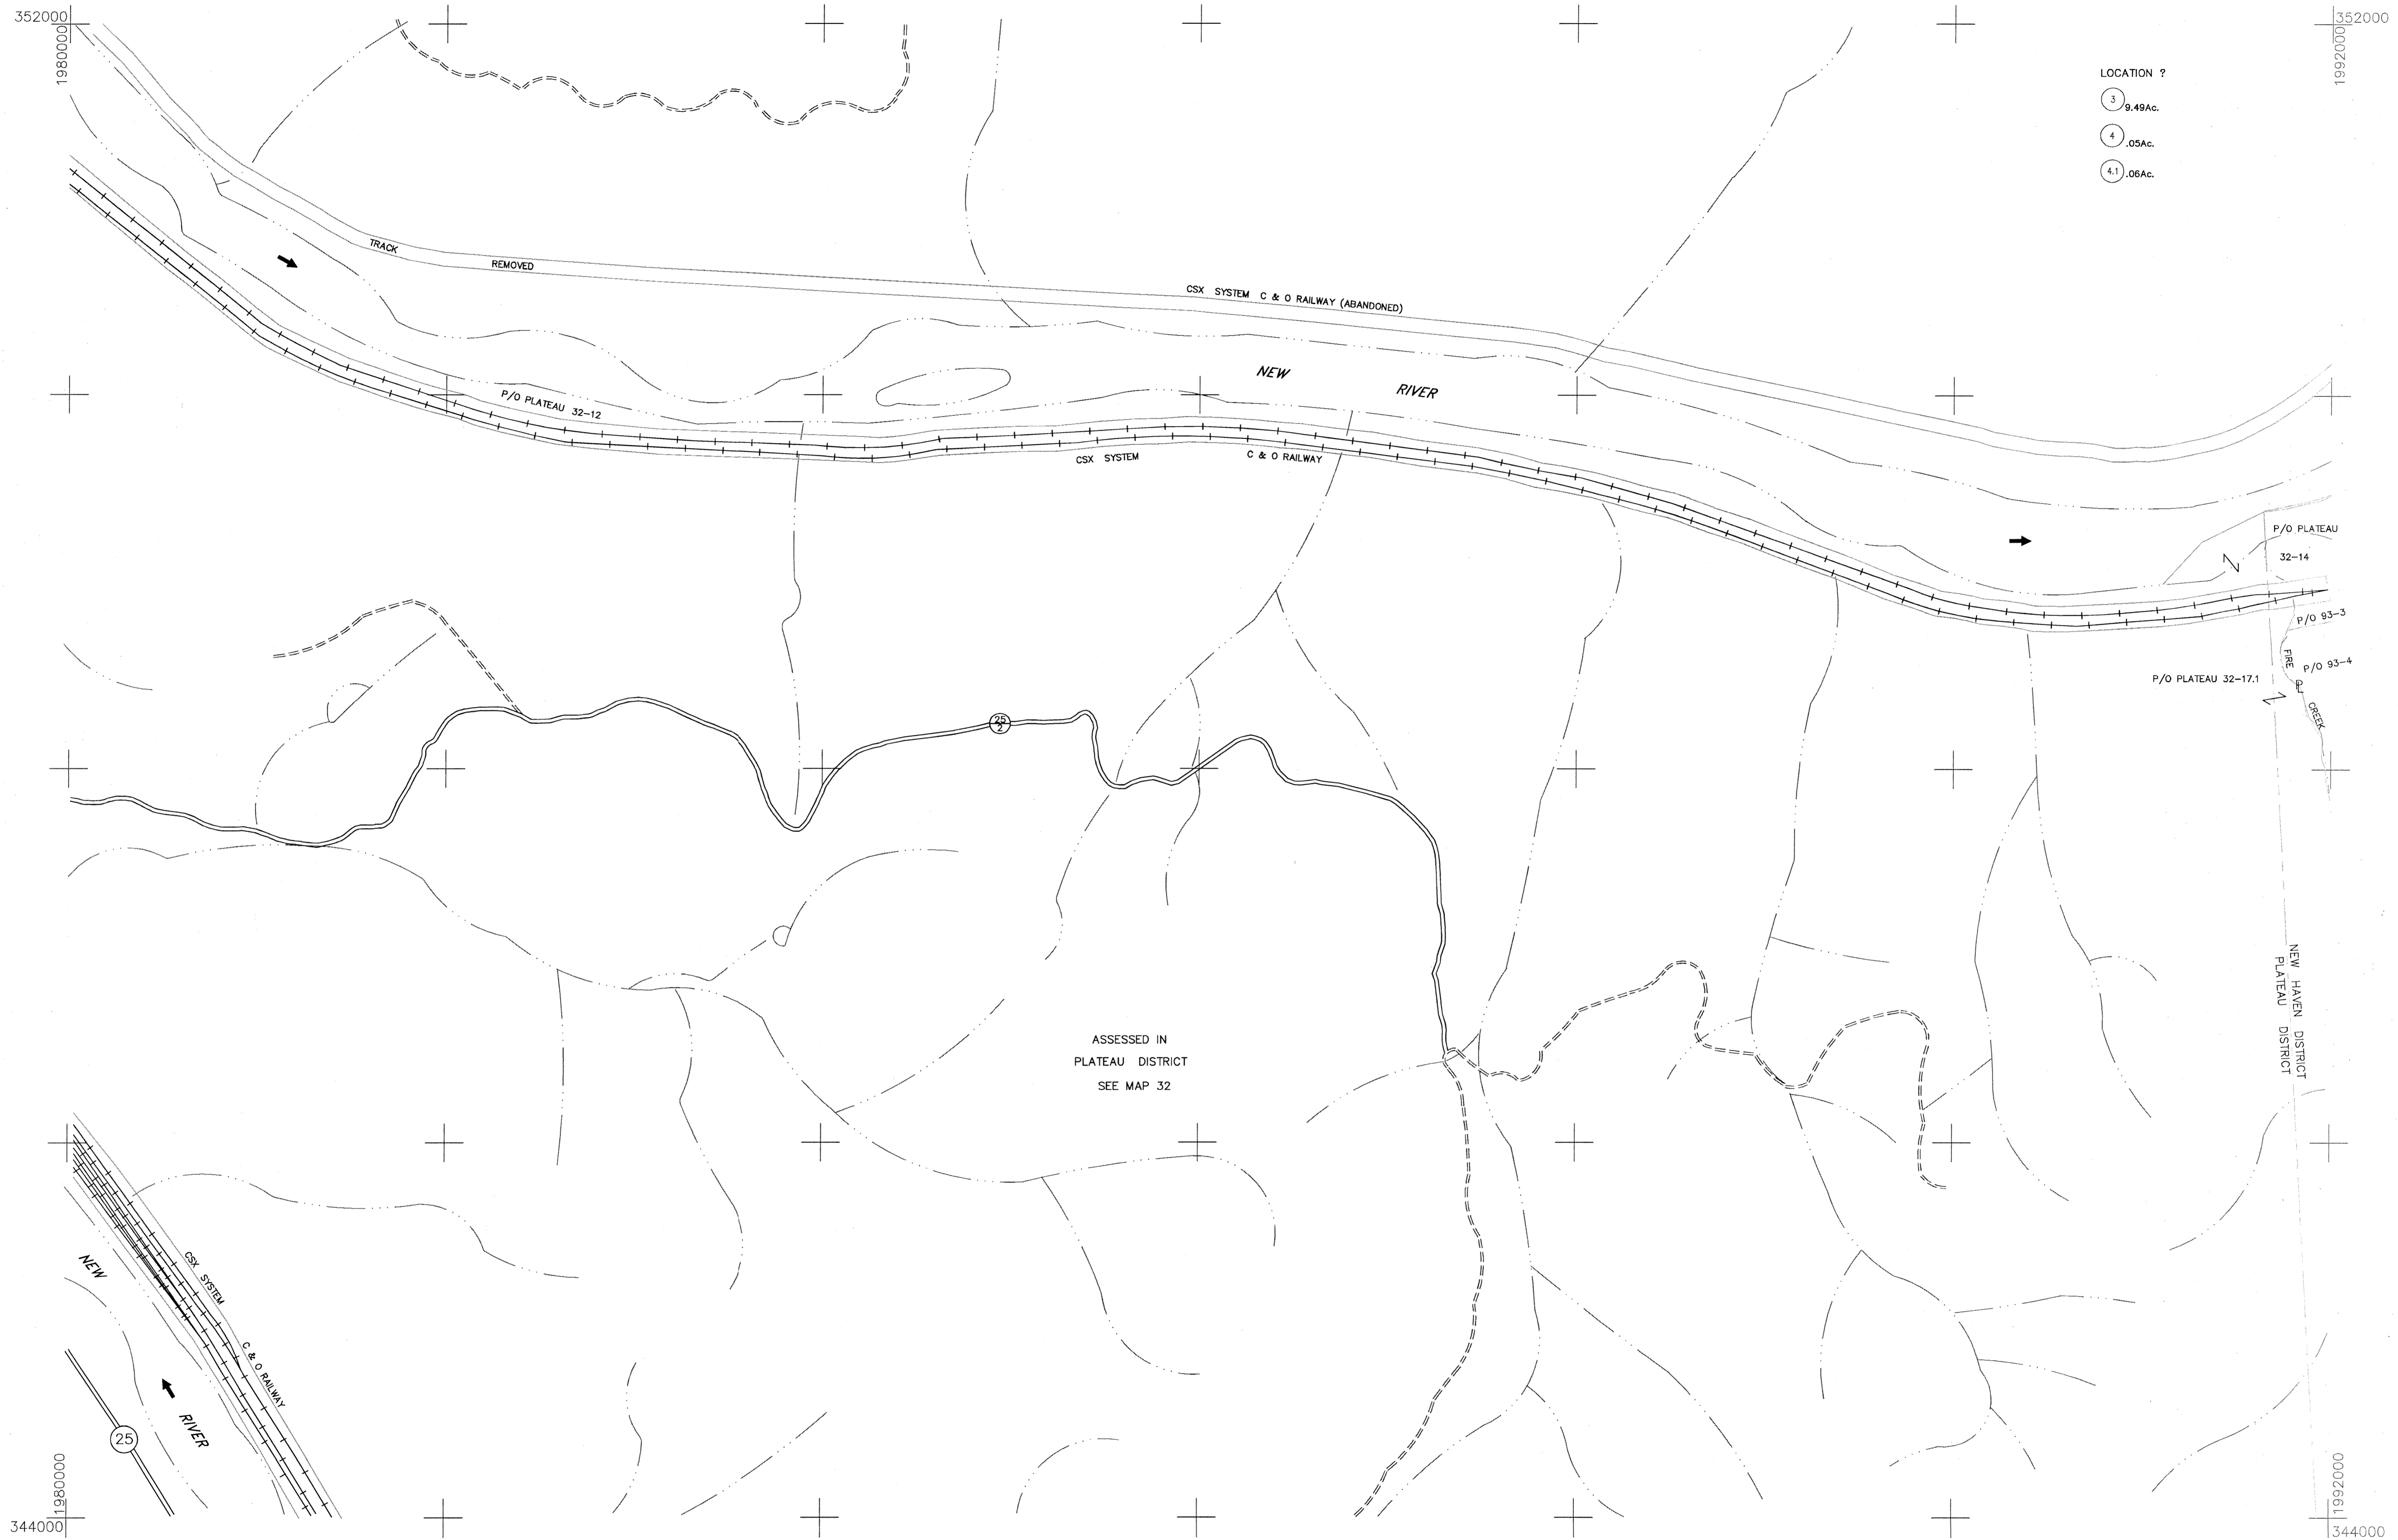 352000
352000
1980000
1992000
LOCATION ?
3 9.49Ac.
4 .05Ac.
4.1 .06Ac.
TRACK
REMOVED
CSX SYSTEM C & O RAILWAY (ABANDONED)
NEW
RIVER
P/O PLATEAU 32-12
CSX SYSTEM
C & O RAILWAY
P/O PLATEAU
32-14
P/O 93-3
FIRE
P/O 93-4
P/O PLATEAU 32-17.1
CREEK
25
2
NEW HAVEN DISTRICT
PLATEAU DISTRICT
ASSESSED IN
PLATEAU DISTRICT
SEE MAP 32
NEW
CSX SYSTEM
C & O RAILWAY
RIVER
25
1980000
1992000
344000
344000